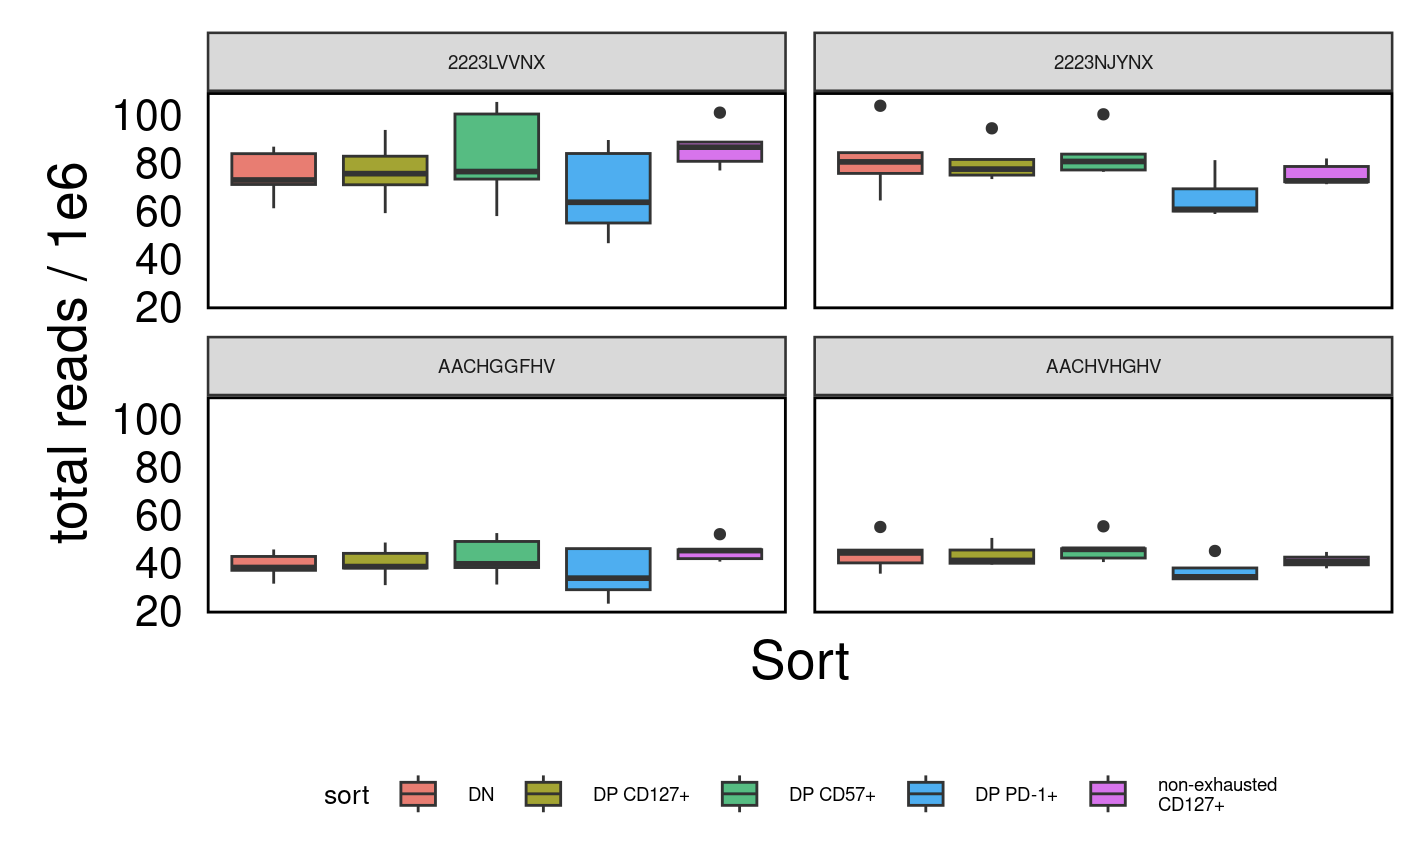 2223LVVNX
2223NJYNX
100
80
60
40
20
total reads / 1e6
AACHGGFHV
AACHVHGHV
100
80
60
40
20
Sort
sort
DN
DP CD127+
DP CD57+
DP PD-1+
non-exhausted
CD127+